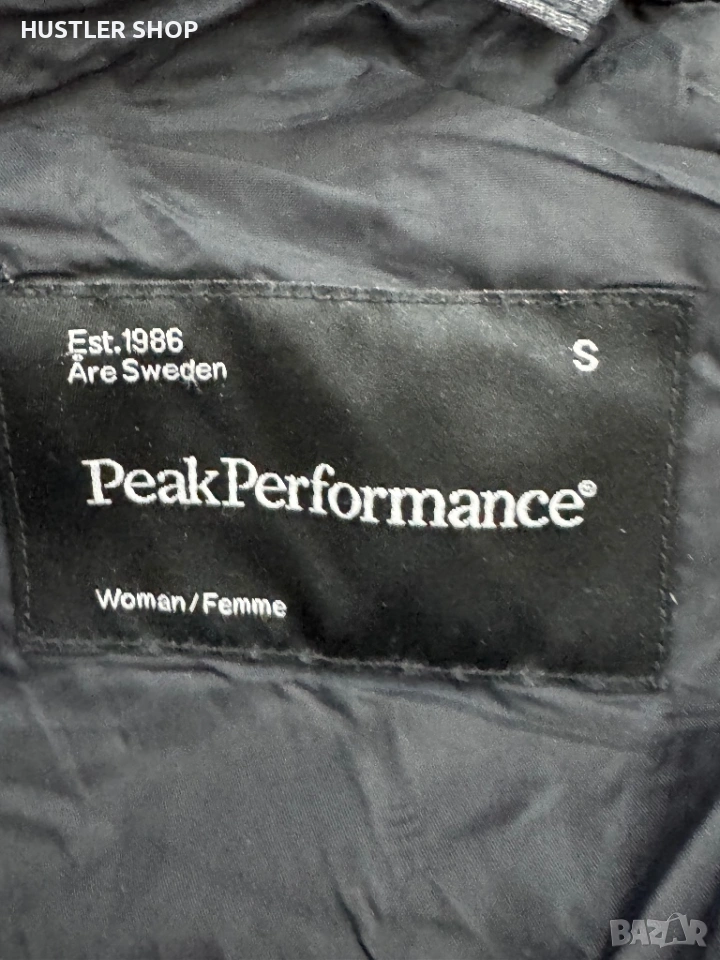 HUSTLER SHOP
Est.1986
Åre Sweden
S
PeakPerformance®
Woman/Femme
BAZAR